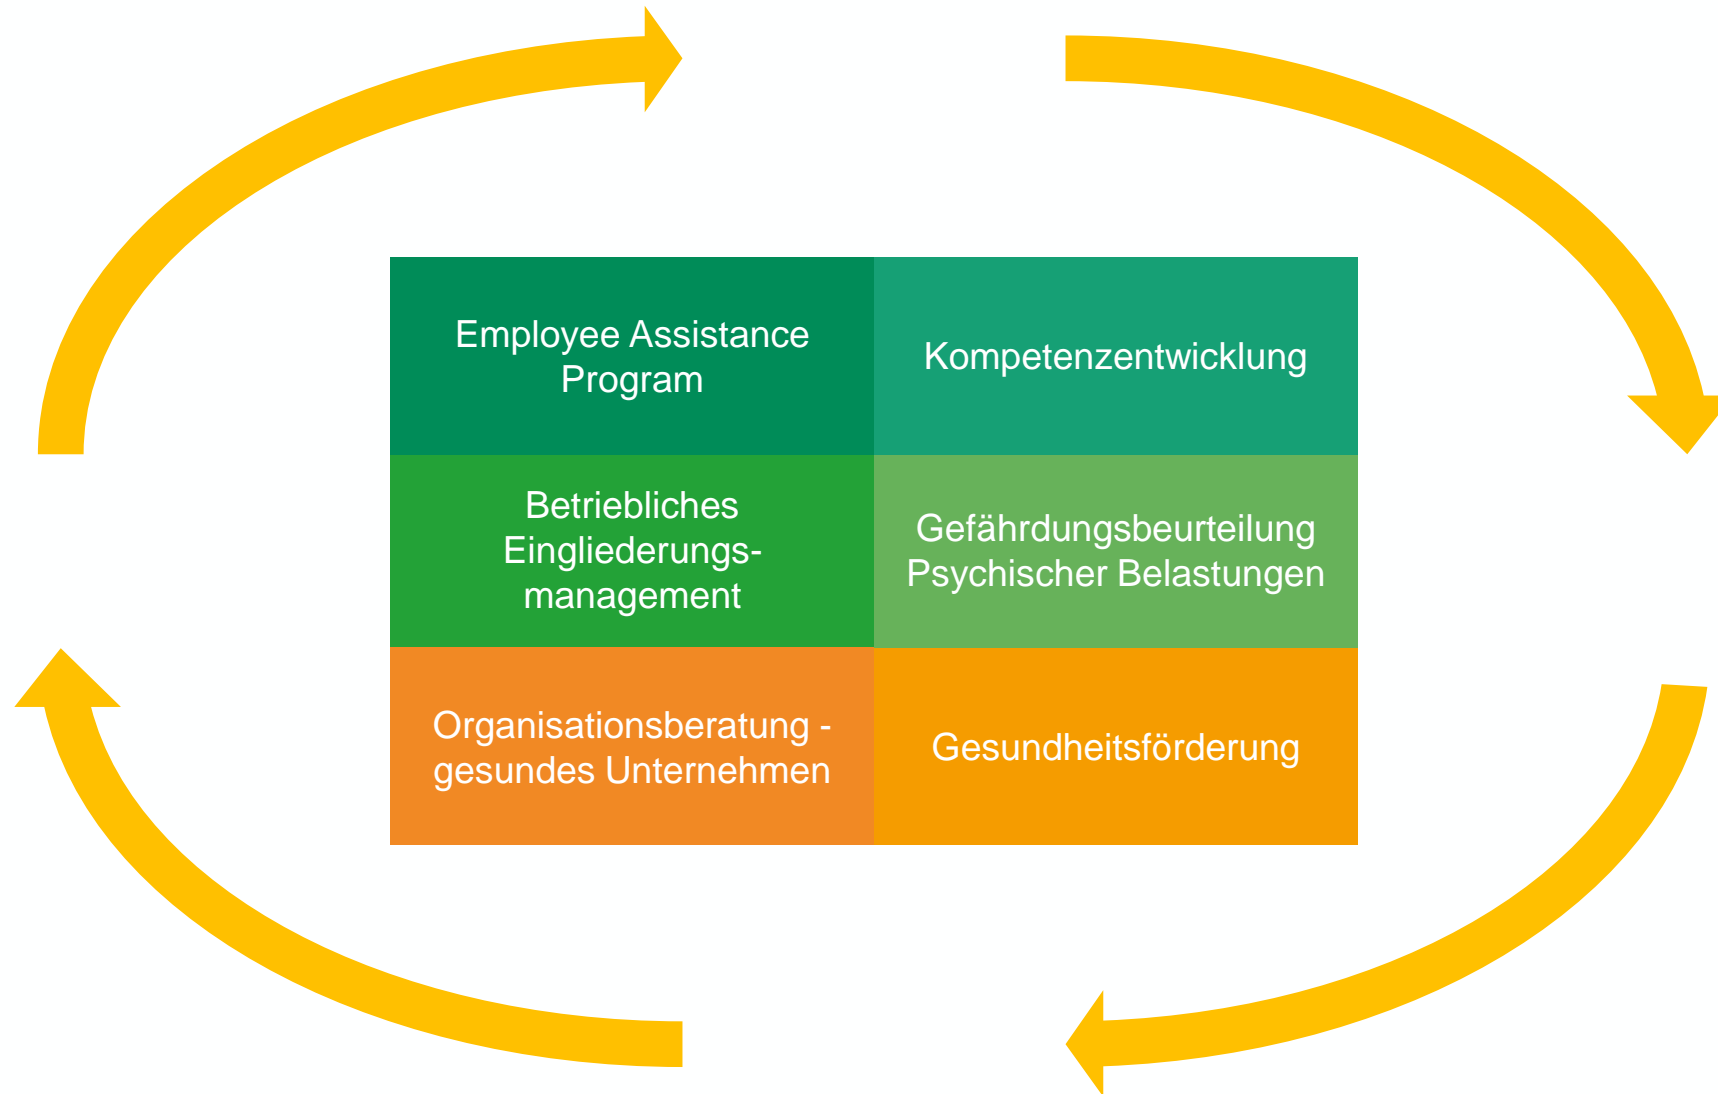 Employee Assistance
Program
Kompetenzentwicklung
Betriebliches
Eingliederungs-
management
Gefährdungsbeurteilung
Psychischer Belastungen
Organisationsberatung -
gesundes Unternehmen
Gesundheitsförderung